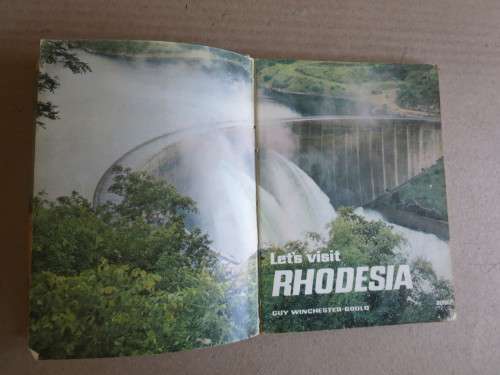 Let's visit
RHODESIA
GUY WINCHESTER-GOULD